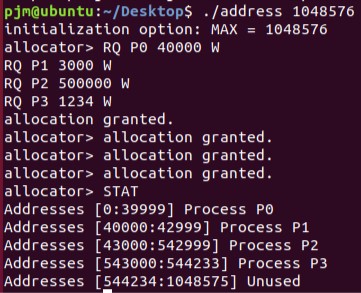 pjm@ubuntu:~/Desktop$ ./address 1048576
initialization option: MAX = 1048576
allocator> RQ P0 40000 W
RQ P1 3000 W
RQ P2 500000 W
RQ P3 1234 W
allocation granted.
allocator> allocation granted.
allocator> allocation granted.
allocator> allocation granted.
allocator> STAT
Addresses [0:39999] Process P0
Addresses [40000:42999] Process P1
Addresses [43000:542999] Process P2
Addresses [543000:544233] Process P3
Addresses [544234:1048575] Unused